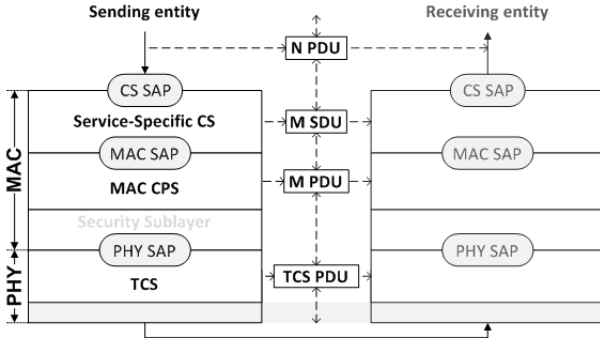 Sending entity
Receiving entity
N PDU
CS SAP
CS SAP
Service-Specific CS
M SDU
MAC SAP
MAC SAP
MAC
MAC CPS
M PDU
Security Sublayer
PHY SAP
PHY SAP
PHY
TCS
TCS PDU